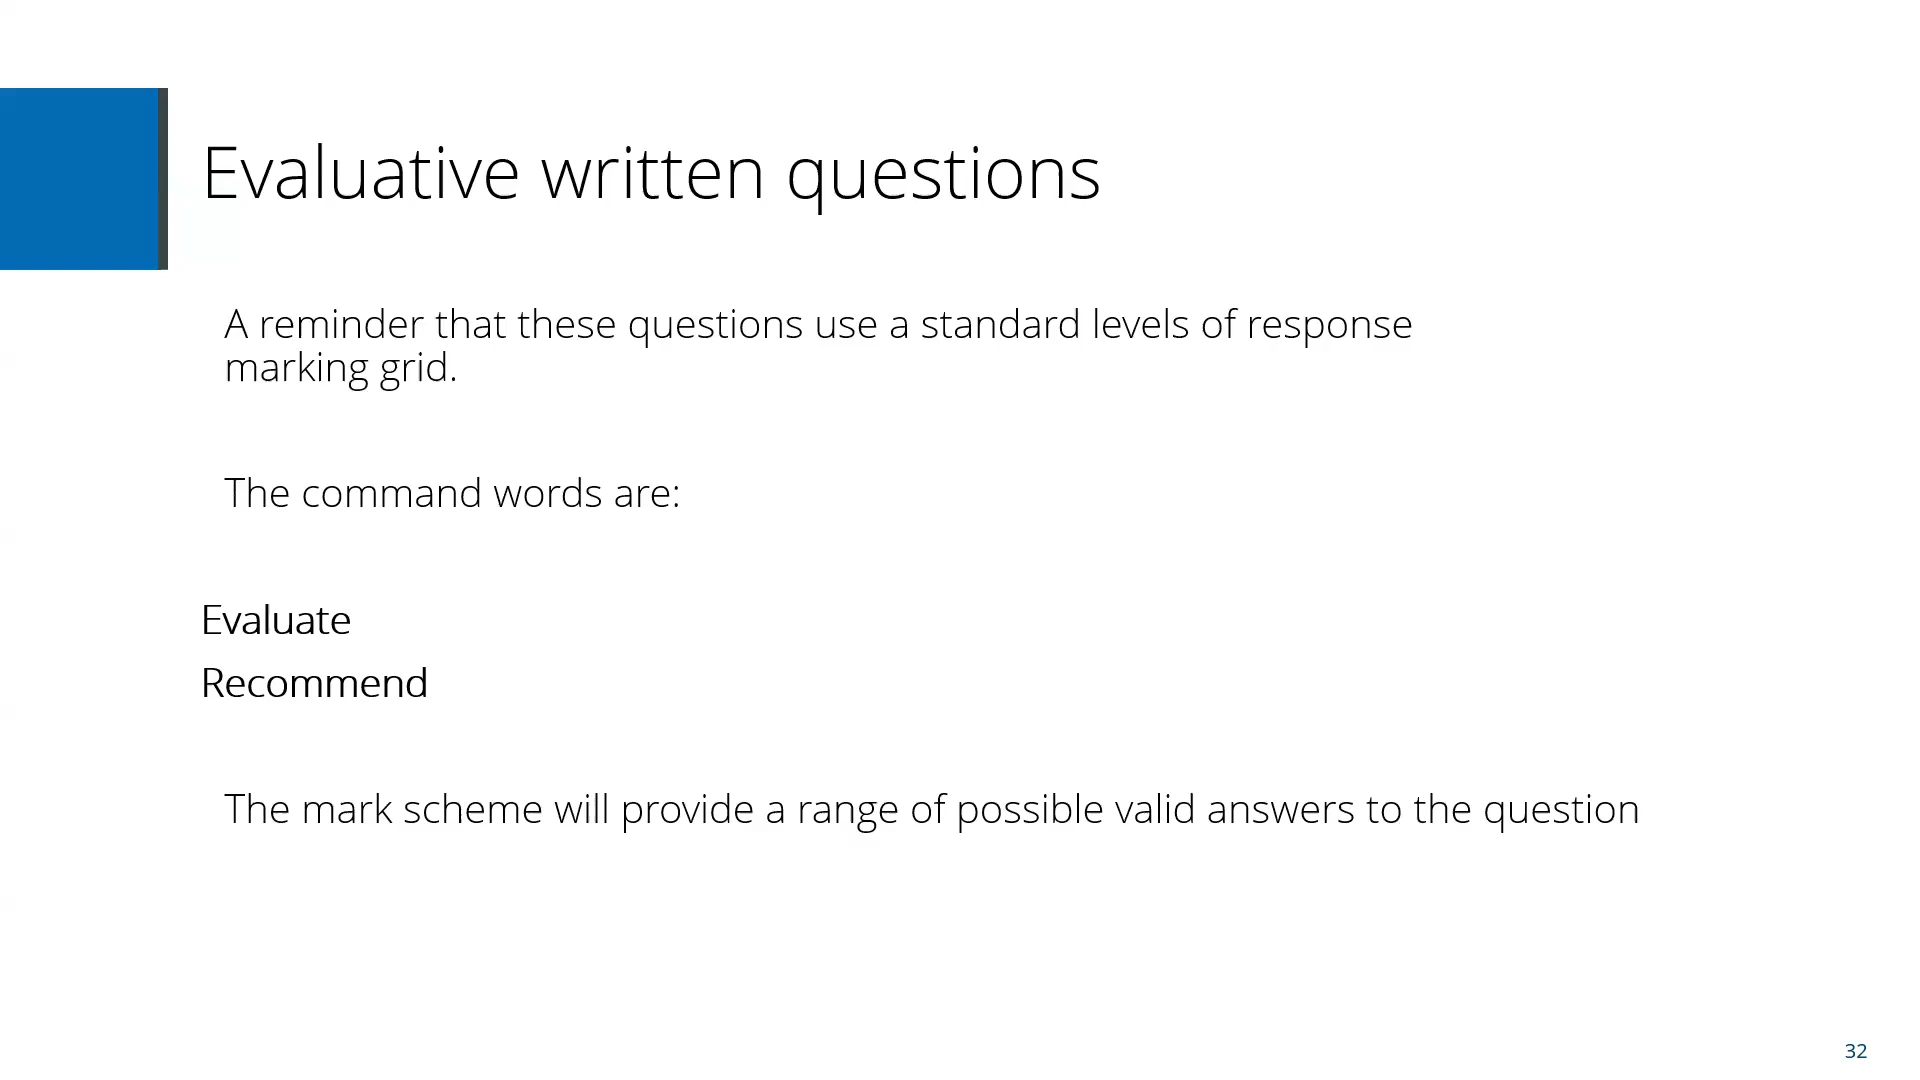 Evaluative written questions
A reminder that these questions use a standard levels of response
marking grid.
The command words are:
Evaluate
Recommend
The mark scheme will provide a range of possible valid answers to the question
32